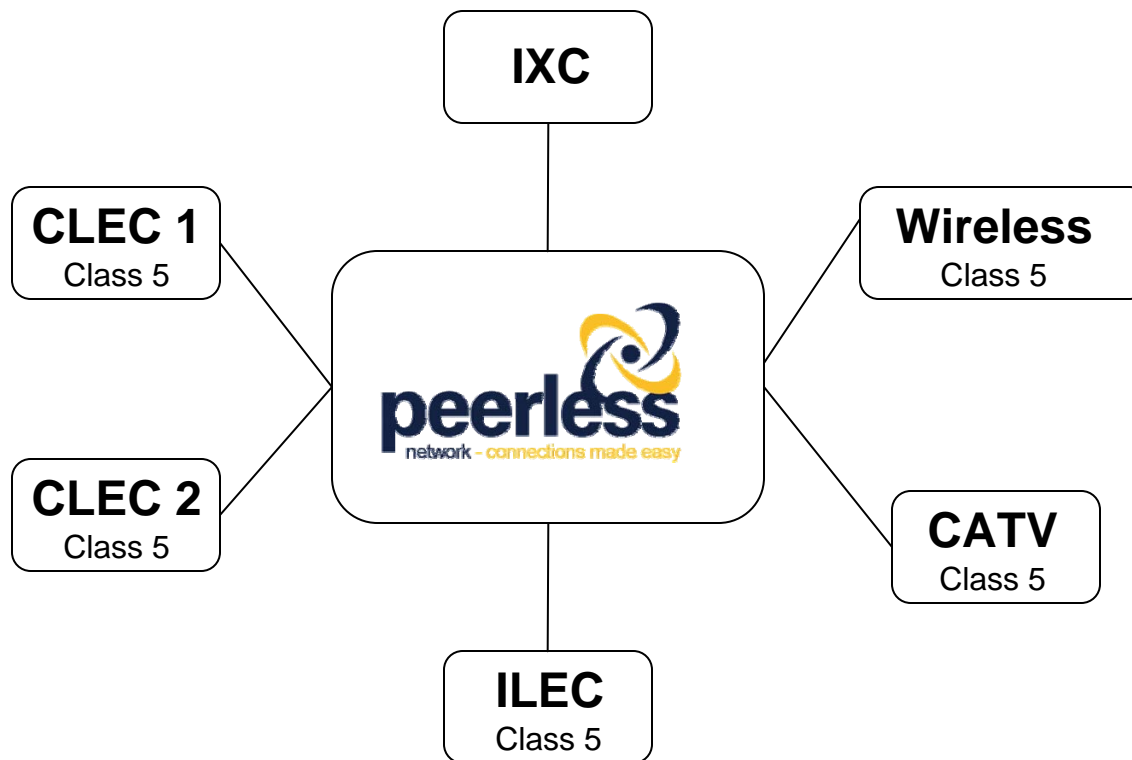 IXC
CLEC 1
Class 5
Wireless
Class 5
peerless
network - connections made easy
CLEC 2
Class 5
CATV
Class 5
ILEC
Class 5